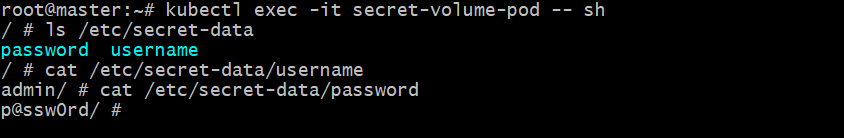 root@master:~# kubectl exec -it secret-volume-pod -- sh
/ # ls /etc/secret-data
password  username
/ # cat /etc/secret-data/username
admin/ # cat /etc/secret-data/password
p@ssw0rd/ #